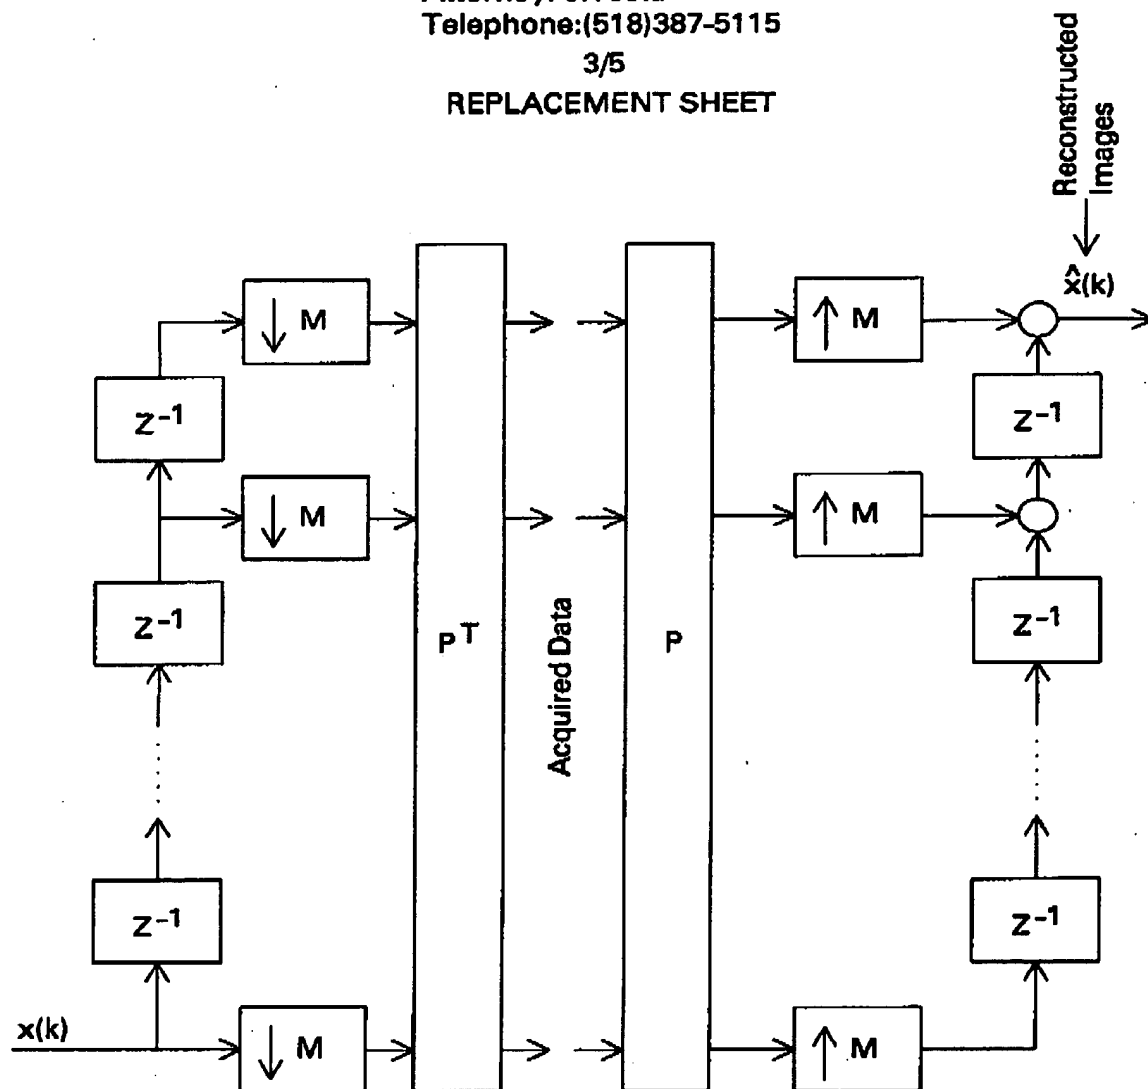 Telephone:(518)387-5115
3/5
REPLACEMENT SHEET
Reconstructed
Images
x̂(k)
↓ M
↑ M
z⁻¹
z⁻¹
↓ M
↑ M
z⁻¹
z⁻¹
Pᵀ
Acquired Data
P
z⁻¹
z⁻¹
x(k)
↓ M
↑ M